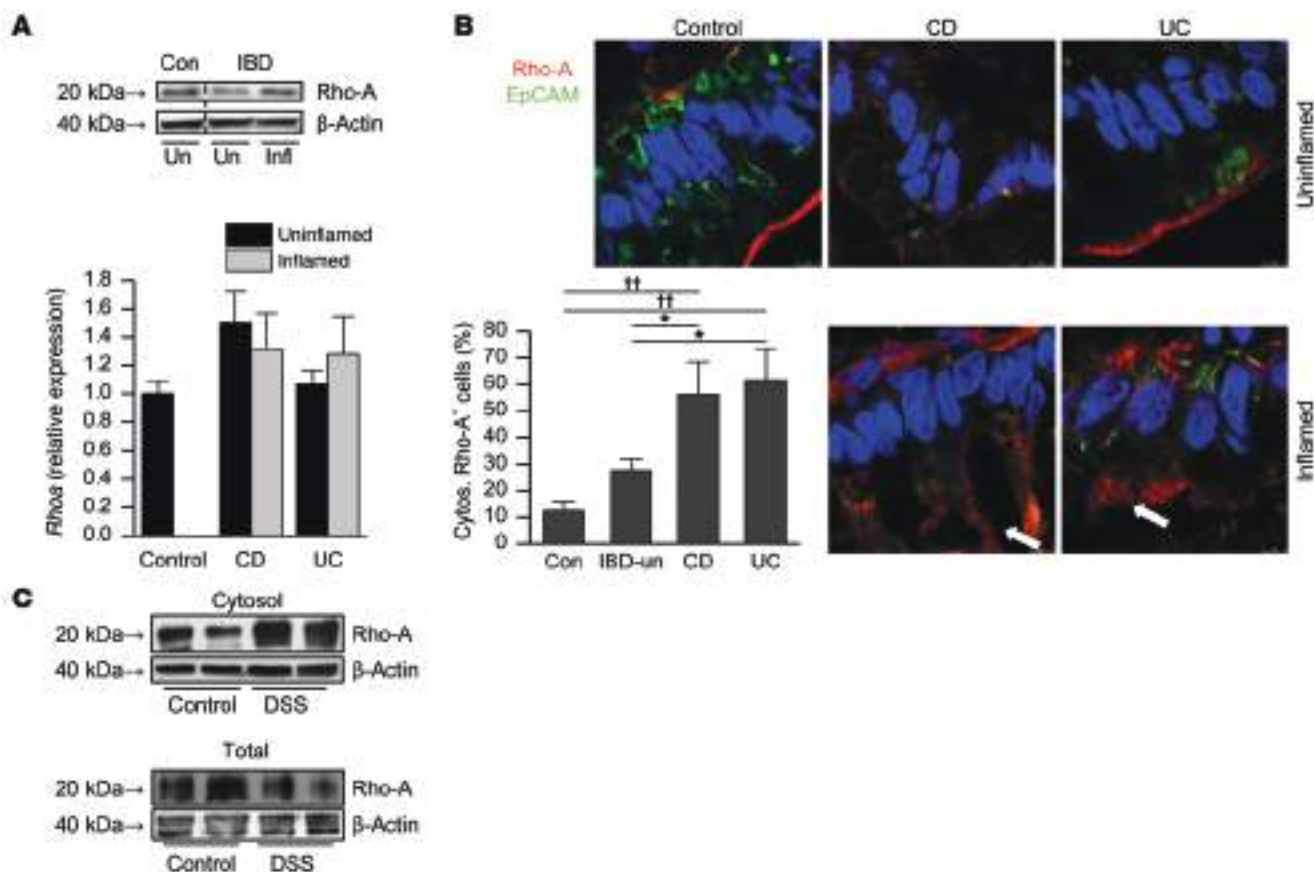 A
Con IBD
20 kDa→ Rho-A
40 kDa→ β-Actin
Un Un Infl
Uninflamed
Inflamed
Rhoa (relative expression)
1.8
1.6
1.4
1.2
1.0
0.8
0.6
0.4
0.2
0.0
Control CD UC
B
Control CD UC
Rho-A
EpCAM
Uninflamed
Inflamed
††
††
*
*
Cytos. Rho-A⁺ cells (%)
80
70
60
50
40
30
20
10
0
Con IBD-un CD UC
C
Cytosol
20 kDa→ Rho-A
40 kDa→ β-Actin
Control DSS
Total
20 kDa→ Rho-A
40 kDa→ β-Actin
Control DSS